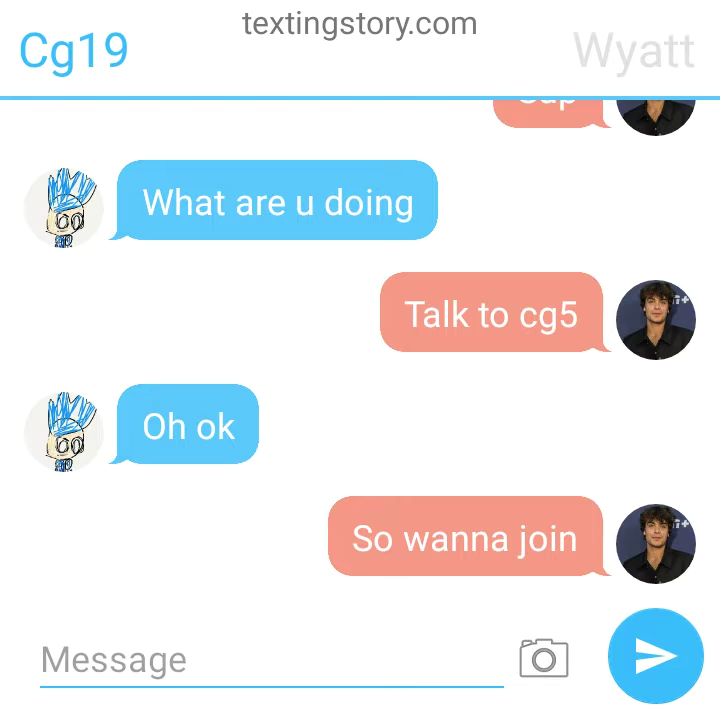 textingstory.com
Cg19
Wyatt
What are u doing
Talk to cg5
Oh ok
So wanna join
Message